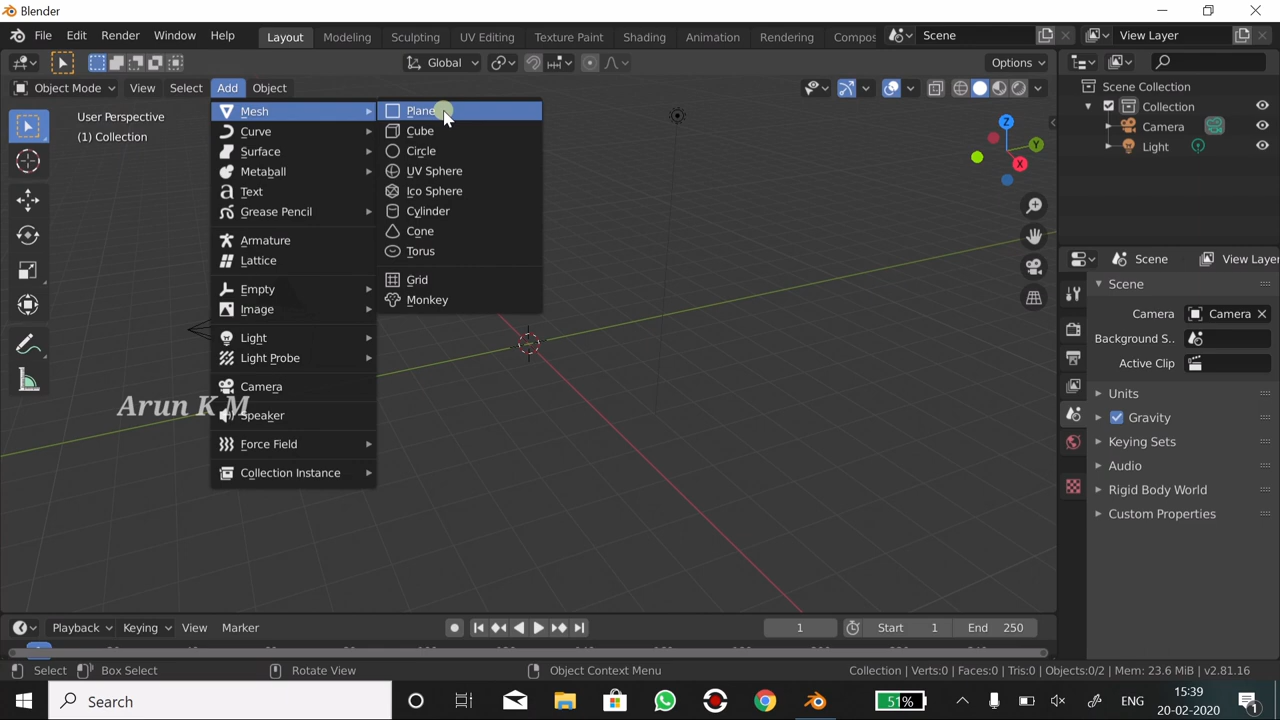 Blender
File Edit Render Window Help Layout Modeling Sculpting UV Editing Texture Paint Shading Animation Rendering Compos Scene View Layer
Global Options
Object Mode View Select Add Object
User Perspective
(1) Collection
Mesh
Curve
Surface
Metaball
Text
Grease Pencil
Armature
Lattice
Empty
Image
Light
Light Probe
Camera
Speaker
Force Field
Collection Instance
Plane
Cube
Circle
UV Sphere
Ico Sphere
Cylinder
Cone
Torus
Grid
Monkey
Z
Y
X
Arun K M
Scene Collection
Collection
Camera
Light
Scene View Layer
Scene
Camera Camera
Background S..
Active Clip
Units
Gravity
Keying Sets
Audio
Rigid Body World
Custom Properties
Playback Keying View Marker 1 Start 1 End 250
Select Box Select Rotate View Object Context Menu Collection | Verts:0 | Faces:0 | Tris:0 | Objects:0/2 | Mem: 23.6 MiB | v2.81.16
Search 51% ENG 15:39
20-02-2020 1